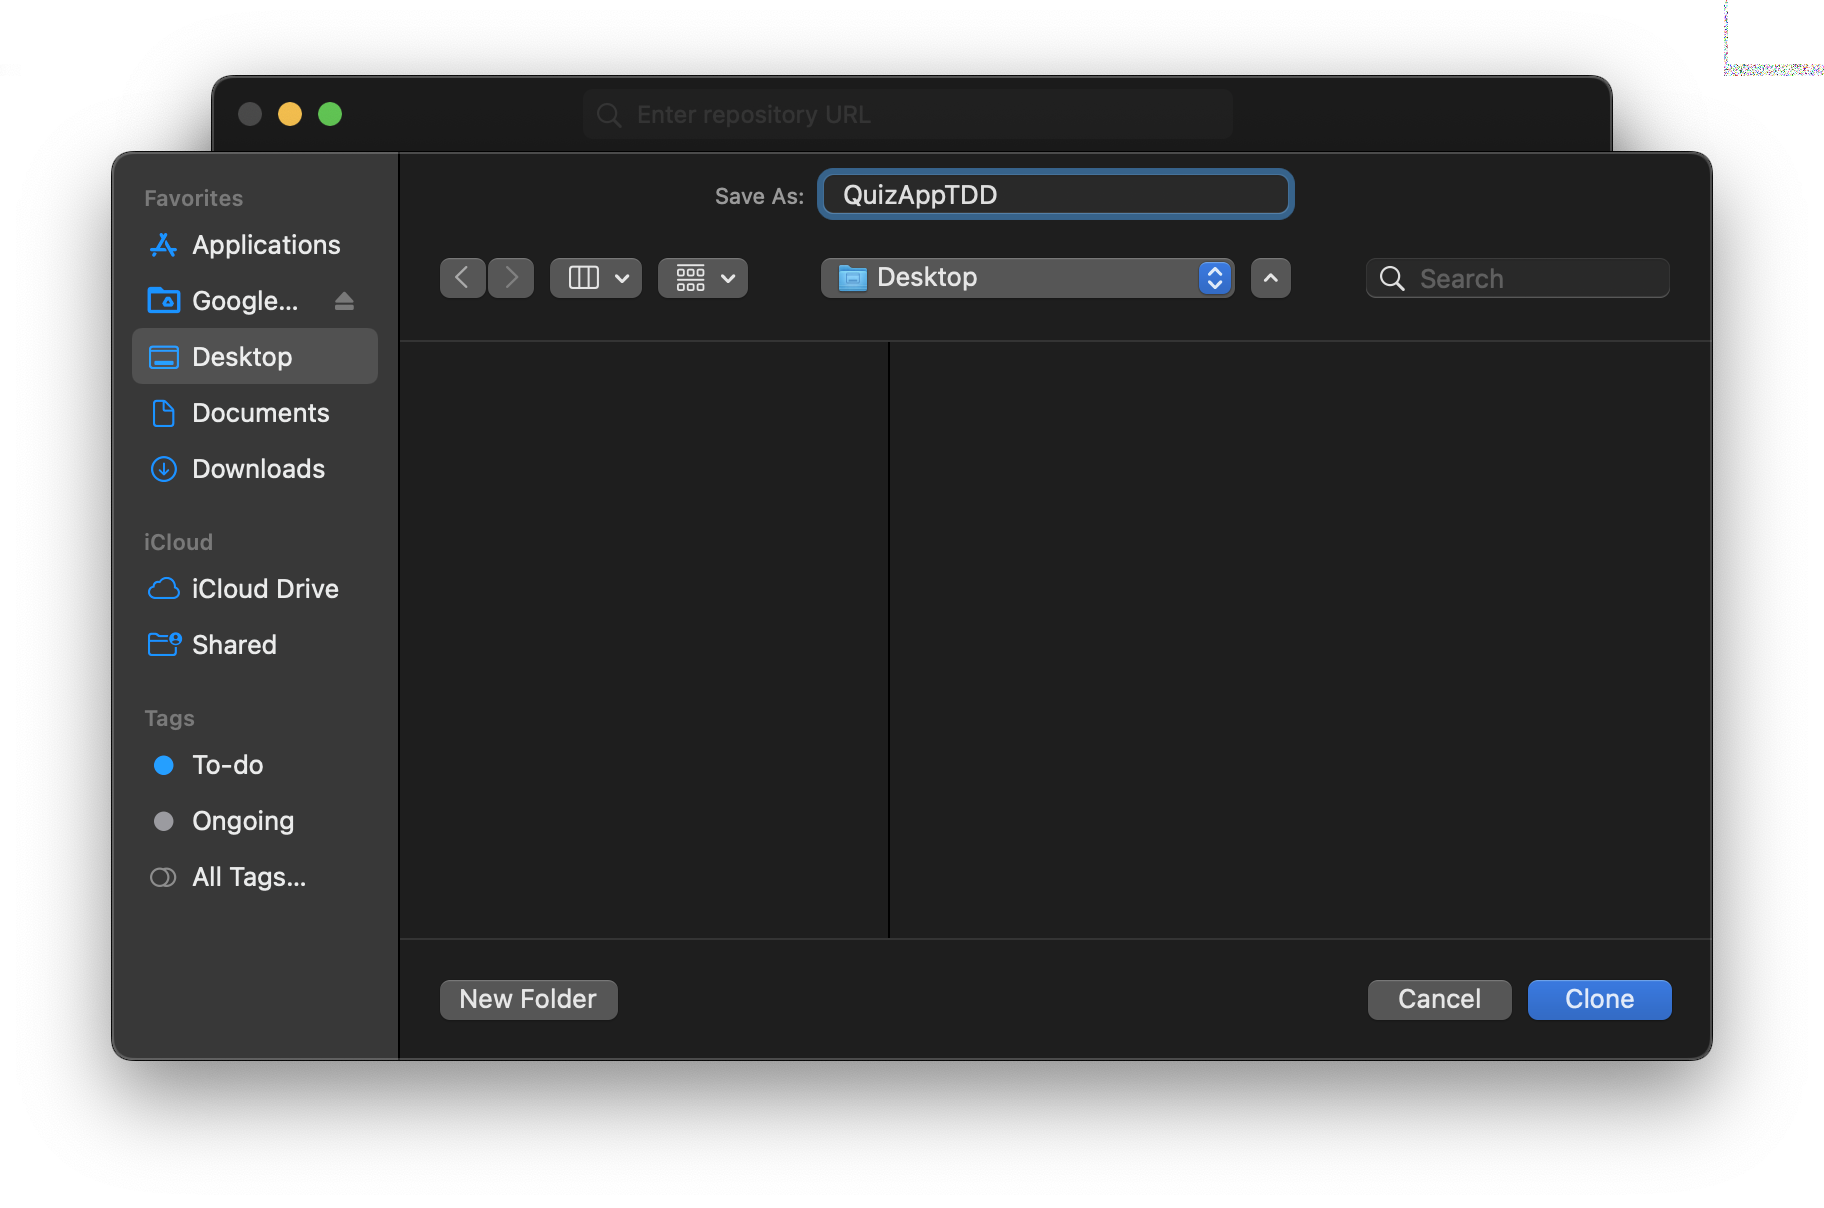 Enter repository URL
Save As: QuizAppTDD
Desktop
Search
Favorites
Applications
Google...
Desktop
Documents
Downloads
iCloud
iCloud Drive
Shared
Tags
To-do
Ongoing
All Tags...
New Folder
Cancel
Clone